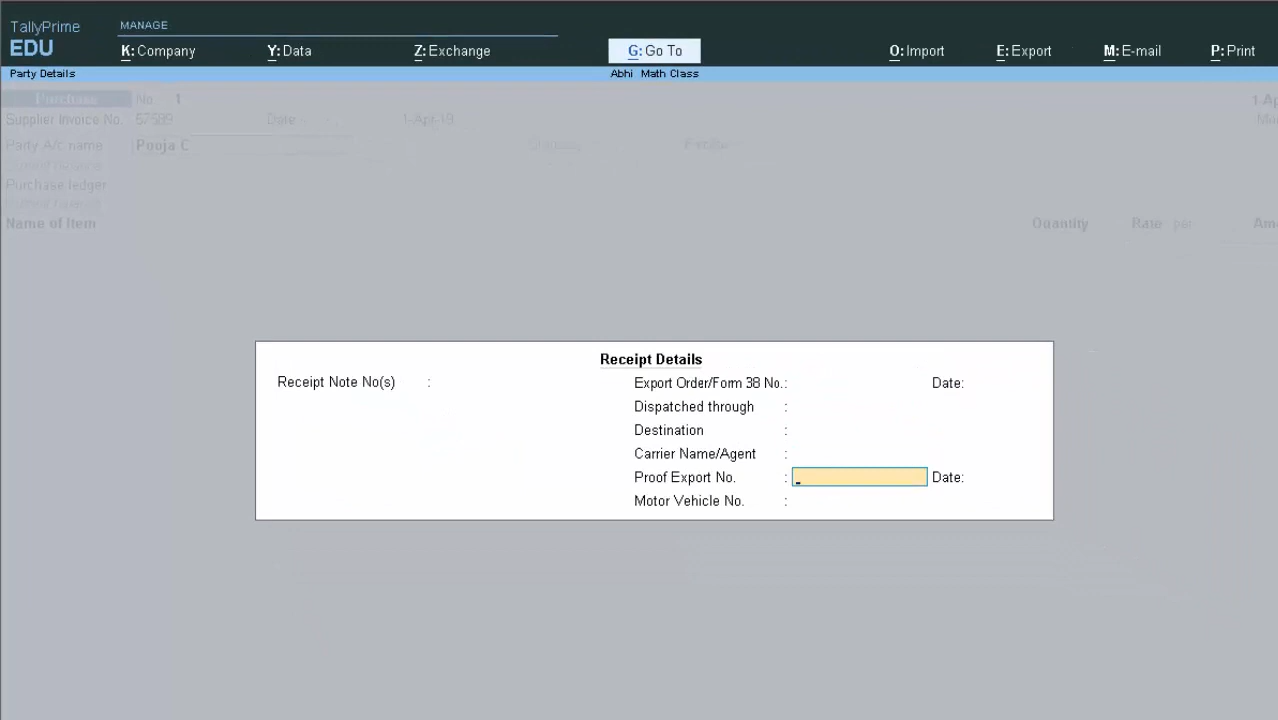 TallyPrime MANAGE
EDU K: Company Y: Data Z: Exchange G: Go To O: Import E: Export M: E-mail P: Print
Party Details Abhi Math Class
Purchase No. 1
Supplier Invoice No. 67589 Date 1-Apr-19
Party A/c name Pooja C
Purchase ledger
Name of Item Quantity Rate per
Receipt Details
Receipt Note No(s) : Export Order/Form 38 No. : Date:
Dispatched through :
Destination :
Carrier Name/Agent :
Proof Export No. : Date:
Motor Vehicle No. :